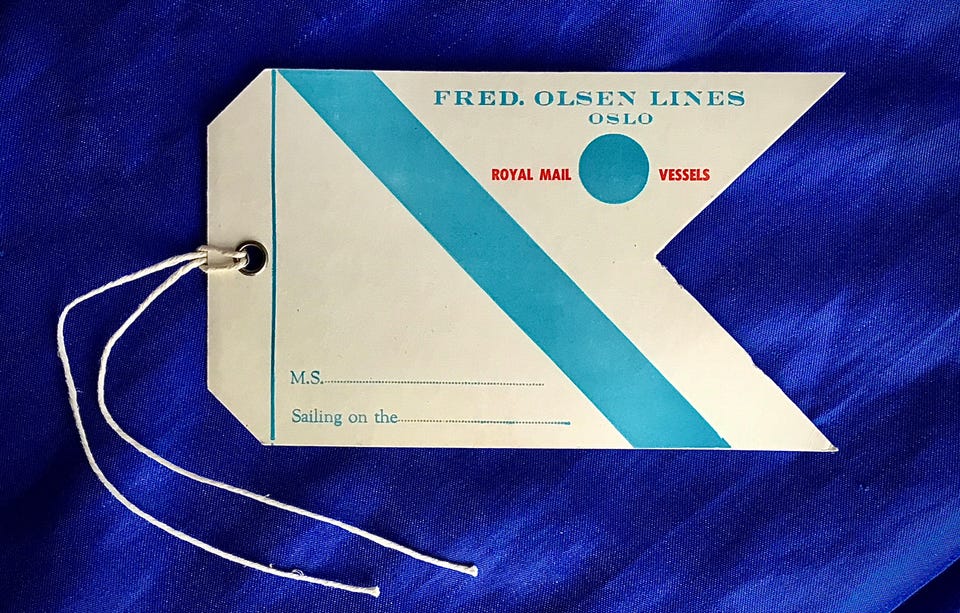 FRED. OLSEN LINES
OSLO
ROYAL MAIL VESSELS
M.S.
Sailing on the